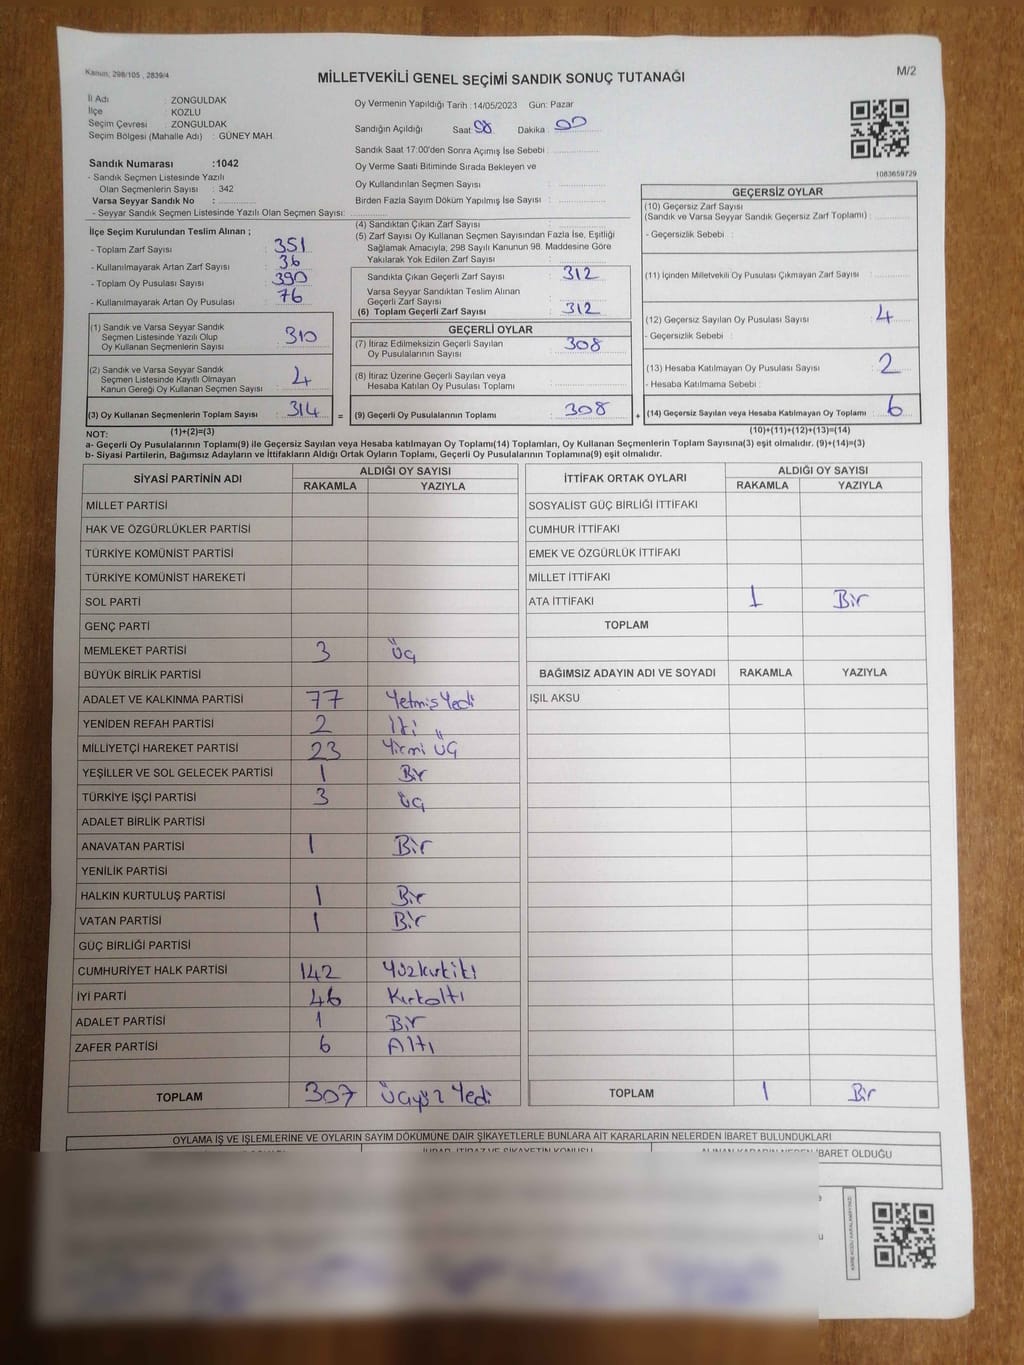 Kanun; 298/105 , 2839/4
MİLLETVEKİLİ GENEL SEÇİMİ SANDIK SONUÇ TUTANAĞI
M/2
İl Adı : ZONGULDAK
İlçe : KOZLU
Seçim Çevresi : ZONGULDAK
Seçim Bölgesi (Mahalle Adı) : GÜNEY MAH.
Sandık Numarası :1042
- Sandık Seçmen Listesinde Yazılı
Olan Seçmenlerin Sayısı : 342
Varsa Seyyar Sandık No :
- Seyyar Sandık Seçmen Listesinde Yazılı Olan Seçmen Sayısı:
Oy Vermenin Yapıldığı Tarih :14/05/2023 Gün: Pazar
Sandığın Açıldığı Saat: 08 Dakika : 00
Sandık Saat 17:00'den Sonra Açımış İse Sebebi :
Oy Verme Saati Bitiminde Sırada Bekleyen ve
Oy Kullandırılan Seçmen Sayısı :
Birden Fazla Sayım Döküm Yapılmış İse Sayısı :
1083659729
İlçe Seçim Kurulundan Teslim Alınan ;
- Toplam Zarf Sayısı : 351
- Kullanılmayarak Artan Zarf Sayısı : 36
- Toplam Oy Pusulası Sayısı : 390
- Kullanılmayarak Artan Oy Pusulası : 76
(1) Sandık ve Varsa Seyyar Sandık
Seçmen Listesinde Yazılı Olup
Oy Kullanan Seçmenlerin Sayısı : 310
(2) Sandık ve Varsa Seyyar Sandık
Seçmen Listesinde Kayıtlı Olmayan
Kanun Gereği Oy Kullanan Seçmen Sayısı : 4
(3) Oy Kullanan Seçmenlerin Toplam Sayısı : 314 =
(1)+(2)=(3)
(4) Sandıktan Çıkan Zarf Sayısı :
(5) Zarf Sayısı Oy Kullanan Seçmen Sayısından Fazla İse, Eşitliği
Sağlamak Amacıyla; 298 Sayılı Kanunun 98. Maddesine Göre
Yakılarak Yok Edilen Zarf Sayısı :
Sandıkta Çıkan Geçerli Zarf Sayısı : 312
Varsa Seyyar Sandıktan Teslim Alınan
Geçerli Zarf Sayısı :
(6) Toplam Geçerli Zarf Sayısı : 312
GEÇERLİ OYLAR
(7) İtiraz Edilmeksizin Geçerli Sayılan
Oy Pusulalarının Sayısı : 308
(8) İtiraz Üzerine Geçerli Sayılan veya
Hesaba Katılan Oy Pusulası Toplamı :
(9) Geçerli Oy Pusulalarının Toplamı : 308 +
GEÇERSİZ OYLAR
(10) Geçersiz Zarf Sayısı
(Sandık ve Varsa Seyyar Sandık Geçersiz Zarf Toplamı) :
- Geçersizlik Sebebi :
(11) İçinden Milletvekili Oy Pusulası Çıkmayan Zarf Sayısı :
(12) Geçersiz Sayılan Oy Pusulası Sayısı : 4
- Geçersizlik Sebebi :
(13) Hesaba Katılmayan Oy Pusulası Sayısı : 2
- Hesaba Katılmama Sebebi :
(14) Geçersiz Sayılan veya Hesaba Katılmayan Oy Toplamı : 6
(10)+(11)+(12)+(13)=(14)
NOT:
a- Geçerli Oy Pusulalarının Toplamı(9) ile Geçersiz Sayılan veya Hesaba katılmayan Oy Toplamı(14) Toplamları, Oy Kullanan Seçmenlerin Toplam Sayısına(3) eşit olmalıdır. (9)+(14)=(3)
b- Siyasi Partilerin, Bağımsız Adayların ve İttifakların Aldığı Ortak Oyların Toplamı, Geçerli Oy Pusulalarının Toplamına(9) eşit olmalıdır.
SİYASİ PARTİNİN ADI ALDIĞI OY SAYISI
RAKAMLA YAZIYLA
MİLLET PARTİSİ
HAK VE ÖZGÜRLÜKLER PARTİSİ
TÜRKİYE KOMÜNİST PARTİSİ
TÜRKİYE KOMÜNİST HAREKETİ
SOL PARTİ
GENÇ PARTİ
MEMLEKET PARTİSİ 3 Üç
BÜYÜK BİRLİK PARTİSİ
ADALET VE KALKINMA PARTİSİ 77 Yetmiş Yedi
YENİDEN REFAH PARTİSİ 2 İki
MİLLİYETÇİ HAREKET PARTİSİ 23 Yirmi Üç
YEŞİLLER VE SOL GELECEK PARTİSİ 1 Bir
TÜRKİYE İŞÇİ PARTİSİ 3 Üç
ADALET BİRLİK PARTİSİ
ANAVATAN PARTİSİ 1 Bir
YENİLİK PARTİSİ
HALKIN KURTULUŞ PARTİSİ 1 Bir
VATAN PARTİSİ 1 Bir
GÜÇ BİRLİĞİ PARTİSİ
CUMHURİYET HALK PARTİSİ 142 Yüzkırkiki
İYİ PARTİ 46 Kırkaltı
ADALET PARTİSİ 1 Bir
ZAFER PARTİSİ 6 Altı
TOPLAM 307 Üçyüz Yedi
İTTİFAK ORTAK OYLARI ALDIĞI OY SAYISI
RAKAMLA YAZIYLA
SOSYALİST GÜÇ BİRLİĞİ İTTİFAKI
CUMHUR İTTİFAKI
EMEK VE ÖZGÜRLÜK İTTİFAKI
MİLLET İTTİFAKI
ATA İTTİFAKI 1 Bir
TOPLAM
BAĞIMSIZ ADAYIN ADI VE SOYADI RAKAMLA YAZIYLA
IŞIL AKSU
TOPLAM 1 Bir
OYLAMA İŞ VE İŞLEMLERİNE VE OYLARIN SAYIM DÖKÜMÜNE DAİR ŞİKAYETLERLE BUNLARA AİT KARARLARIN NELERDEN İBARET BULUNDUKLARI
İBARET OLDUĞU